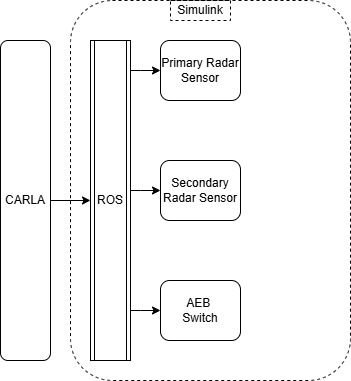 Simulink
Primary Radar
Sensor
CARLA
ROS
Secondary
Radar Sensor
AEB
Switch